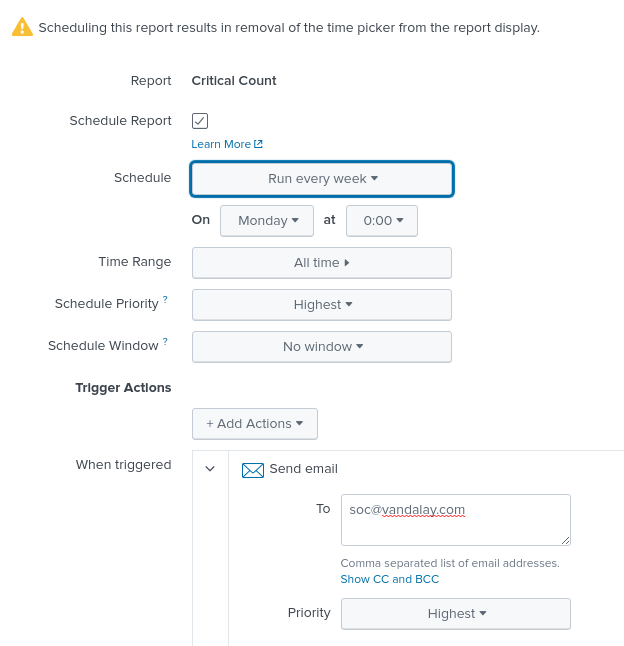 Scheduling this report results in removal of the time picker from the report display.
Report Critical Count
Schedule Report
Learn More
Schedule Run every week
On Monday at 0:00
Time Range All time
Schedule Priority ? Highest
Schedule Window ? No window
Trigger Actions
+ Add Actions
When triggered Send email
To soc@vandalay.com
Comma separated list of email addresses.
Show CC and BCC
Priority Highest